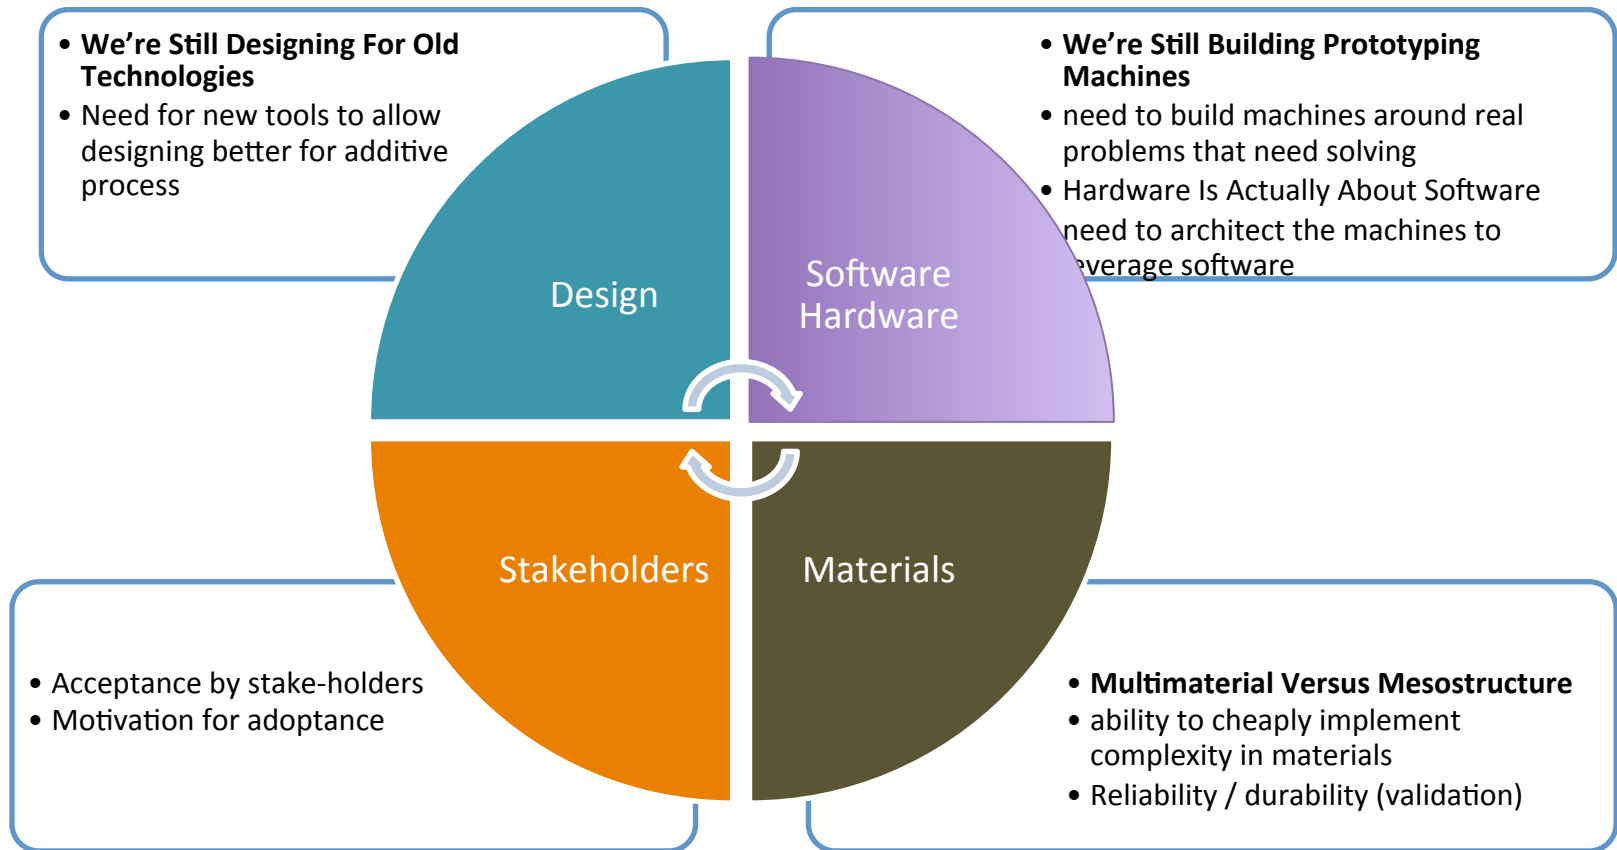 • We’re Still Designing For Old
Technologies
• Need for new tools to allow
designing better for additive
process
• We’re Still Building Prototyping
Machines
• need to build machines around real
problems that need solving
• Hardware Is Actually About Software
need to architect the machines to
everage software
Design
Software
Hardware
Stakeholders
Materials
• Acceptance by stake-holders
• Motivation for adoptance
• Multimaterial Versus Mesostructure
• ability to cheaply implement
complexity in materials
• Reliability / durability (validation)